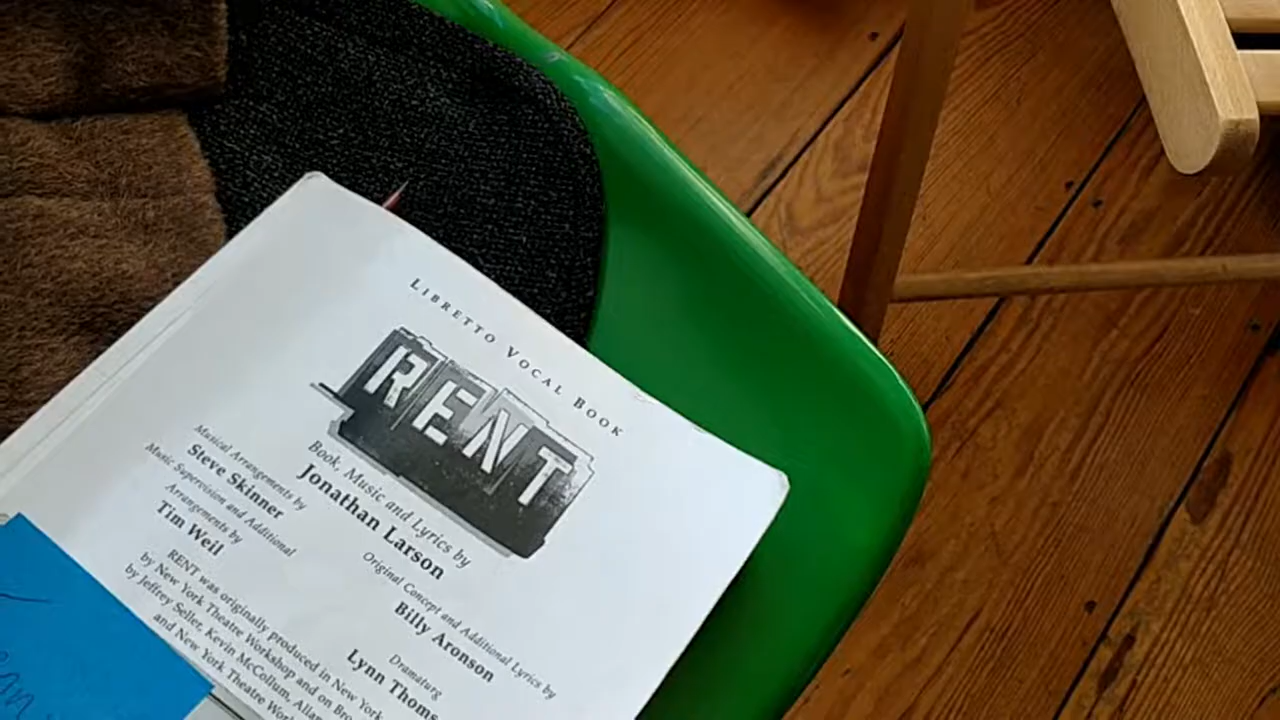 LIBRETTO VOCAL BOOK
RENT
Book, Music and Lyrics by
Jonathan Larson
Musical Arrangements by
Steve Skinner
Music Supervision and Additional
Arrangements by
Tim Weil
Original Concept and Additional Lyrics by
Billy Aronson
Dramaturg
Lynn
RENT was originally produced in New York
by New York Theatre Workshop and on
by Jeffrey Seller, Kevin McCollum,
and New York Theatre